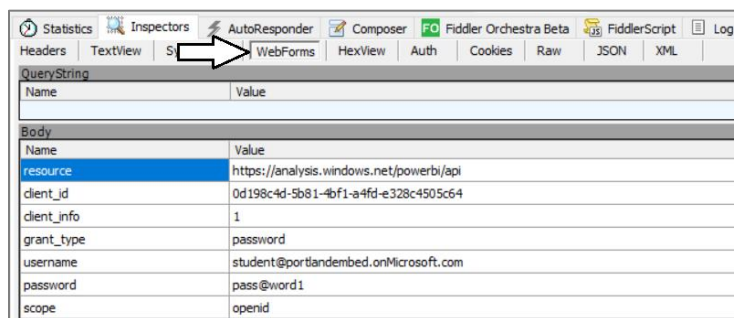 Statistics Inspectors AutoResponder Composer FO Fiddler Orchestra Beta FiddlerScript Log
Headers TextView WebForms HexView Auth Cookies Raw JSON XML
QueryString
Name Value
Body
Name Value
resource https://analysis.windows.net/powerbi/api
client_id 0d198c4d-5b81-4bf1-a4fd-e328c4505c64
client_info 1
grant_type password
username student@portlandembed.onMicrosoft.com
password pass@word1
scope openid